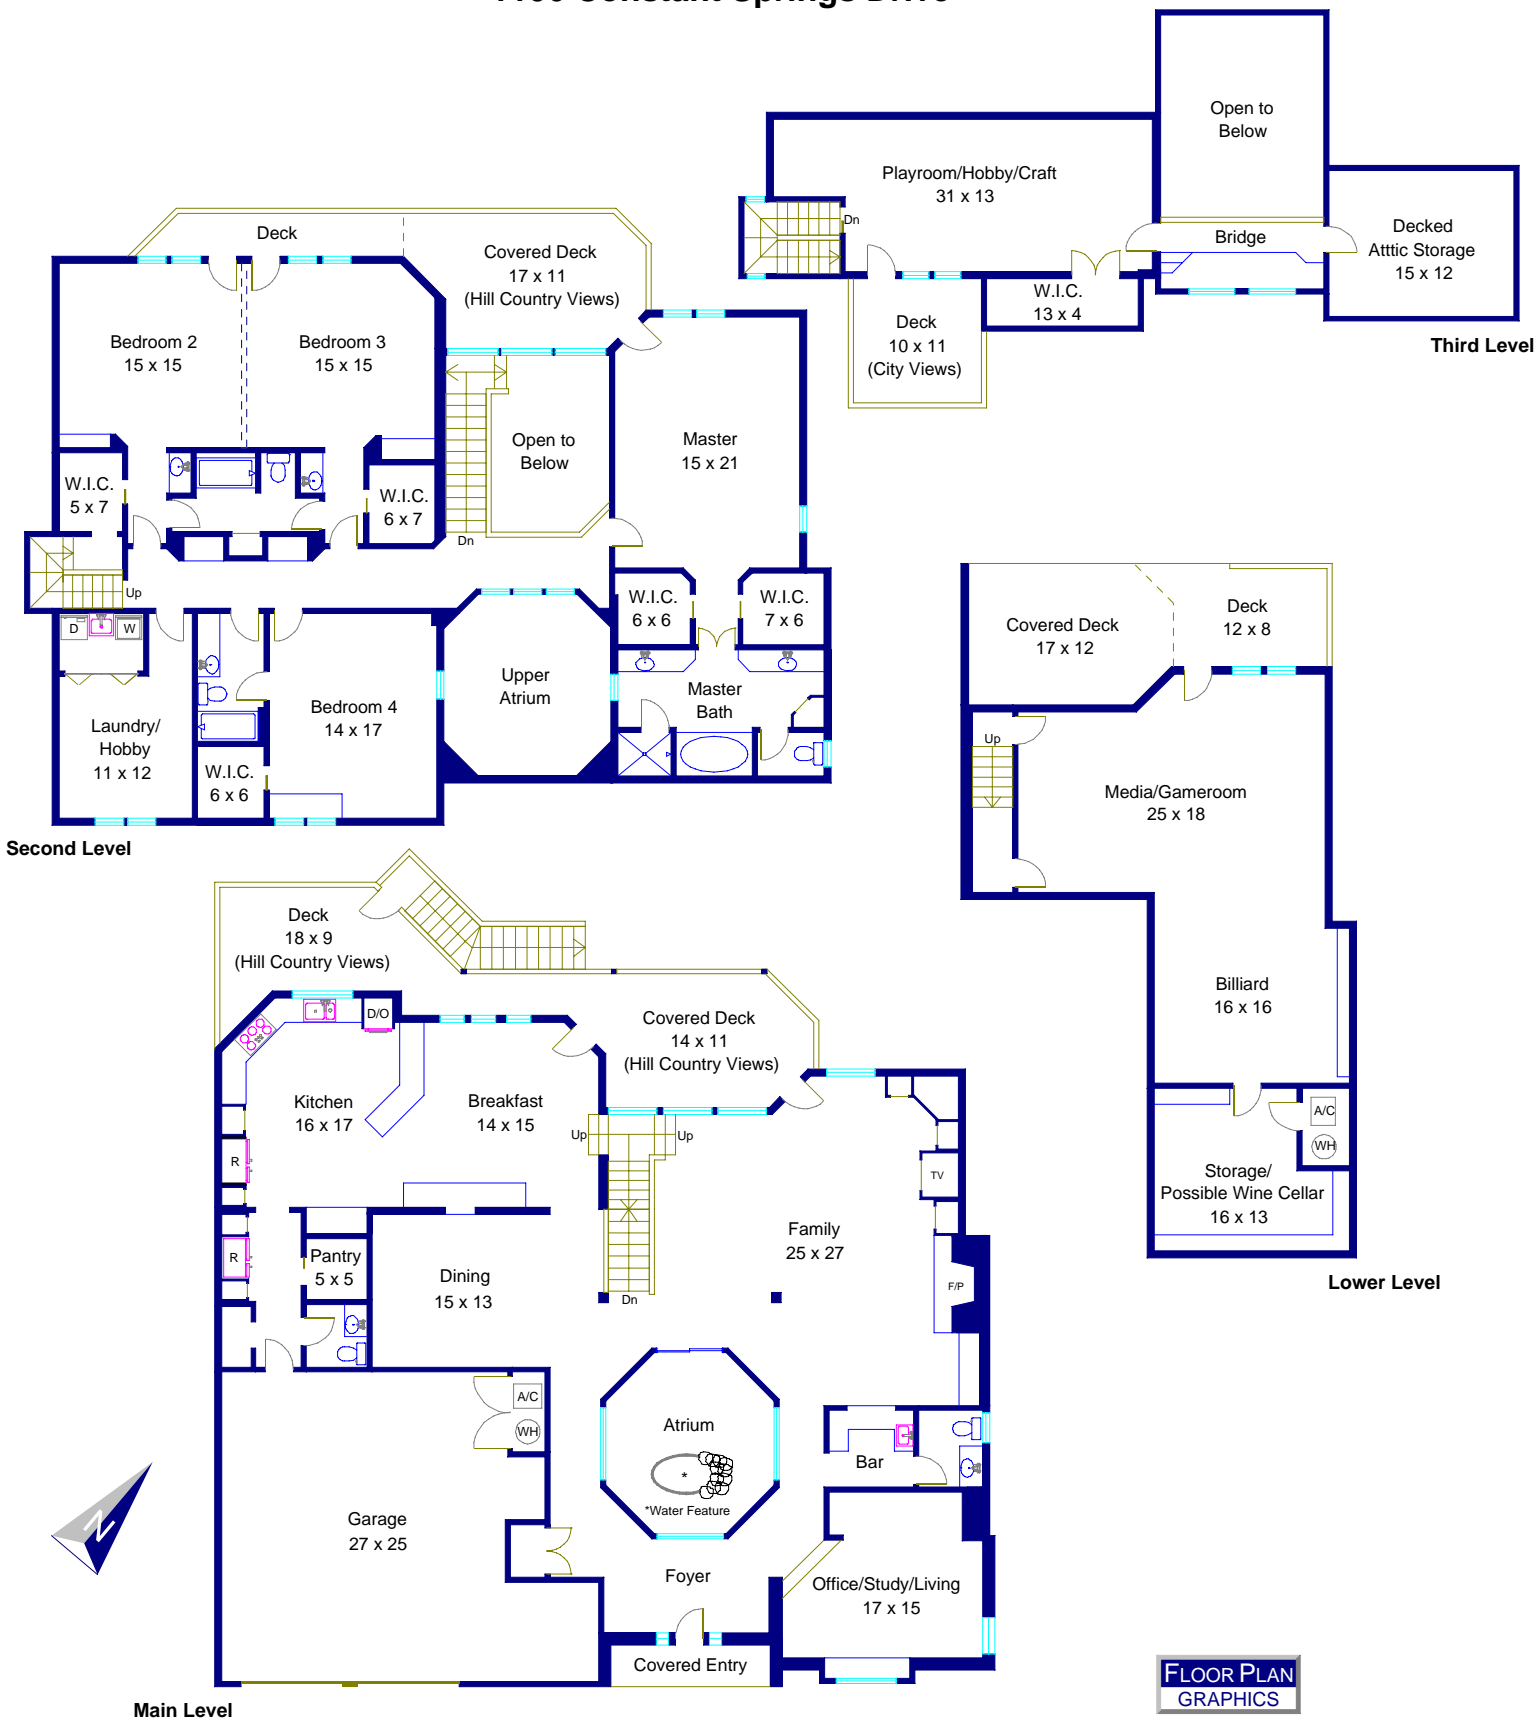 Constant Springs Drive
Open to
Below
Playroom/Hobby/Craft
31 x 13
Dn
Bridge
Decked
Atttic Storage
15 x 12
W.I.C.
13 x 4
Deck
10 x 11
(City Views)
Third Level
Deck
Covered Deck
17 x 11
(Hill Country Views)
Bedroom 2
15 x 15
Bedroom 3
15 x 15
Open to
Below
Master
15 x 21
W.I.C.
5 x 7
W.I.C.
6 x 7
Dn
Up
W.I.C.
6 x 6
W.I.C.
7 x 6
D
W
Upper
Atrium
Master
Bath
Bedroom 4
14 x 17
Laundry/
Hobby
11 x 12
W.I.C.
6 x 6
Second Level
Covered Deck
17 x 12
Deck
12 x 8
Up
Media/Gameroom
25 x 18
Billiard
16 x 16
A/C
WH
Storage/
Possible Wine Cellar
16 x 13
Lower Level
Deck
18 x 9
(Hill Country Views)
D/O
Covered Deck
14 x 11
(Hill Country Views)
Kitchen
16 x 17
Breakfast
14 x 15
Up
Up
R
TV
Family
25 x 27
R
Pantry
5 x 5
Dining
15 x 13
F/P
Dn
A/C
WH
Atrium
*
*Water Feature
Bar
Garage
27 x 25
Foyer
Office/Study/Living
17 x 15
Covered Entry
Main Level
N
FLOOR PLAN
GRAPHICS